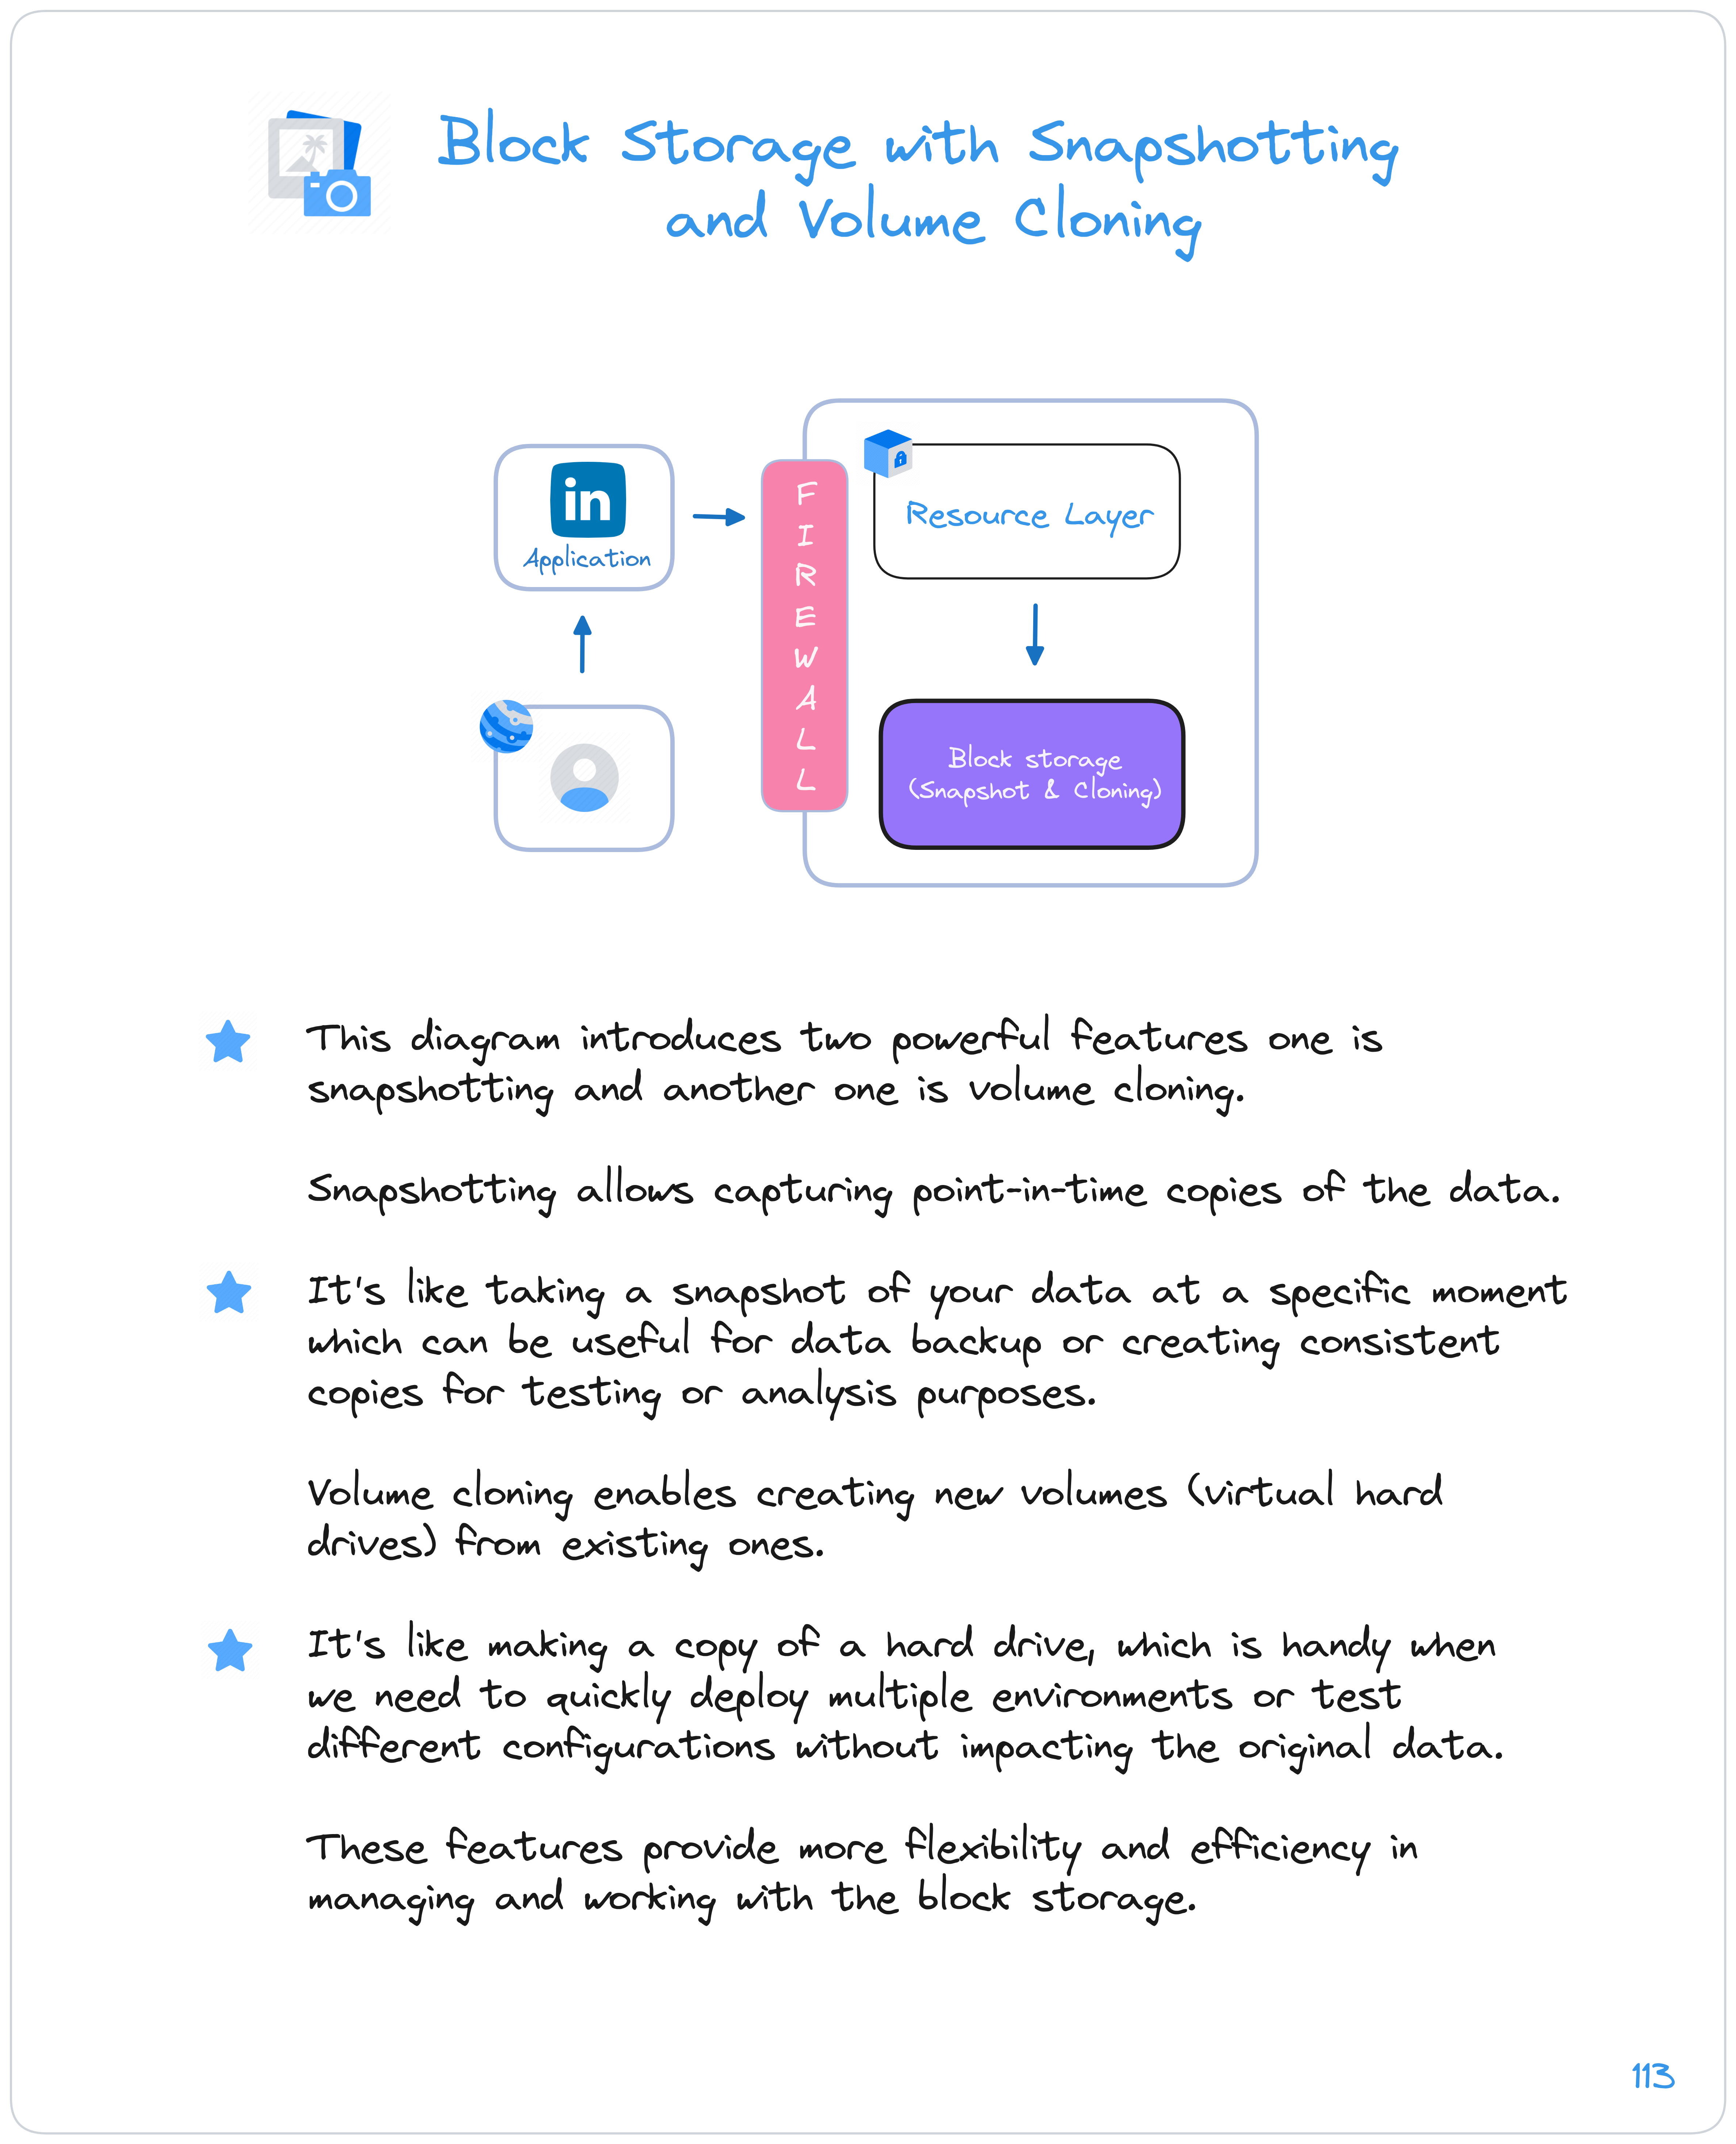 Block Storage with Snapshotting
and Volume Cloning
in
Application
F
I
R
E
W
A
L
L
Resource Layer
Block storage
(Snapshot & Cloning)
This diagram introduces two powerful features one is
snapshotting and another one is volume cloning.
Snapshotting allows capturing point-in-time copies of the data.
It's like taking a snapshot of your data at a specific moment
which can be useful for data backup or creating consistent
copies for testing or analysis purposes.
Volume cloning enables creating new volumes (virtual hard
drives) from existing ones.
It's like making a copy of a hard drive, which is handy when
we need to quickly deploy multiple environments or test
different configurations without impacting the original data.
These features provide more flexibility and efficiency in
managing and working with the block storage.
113